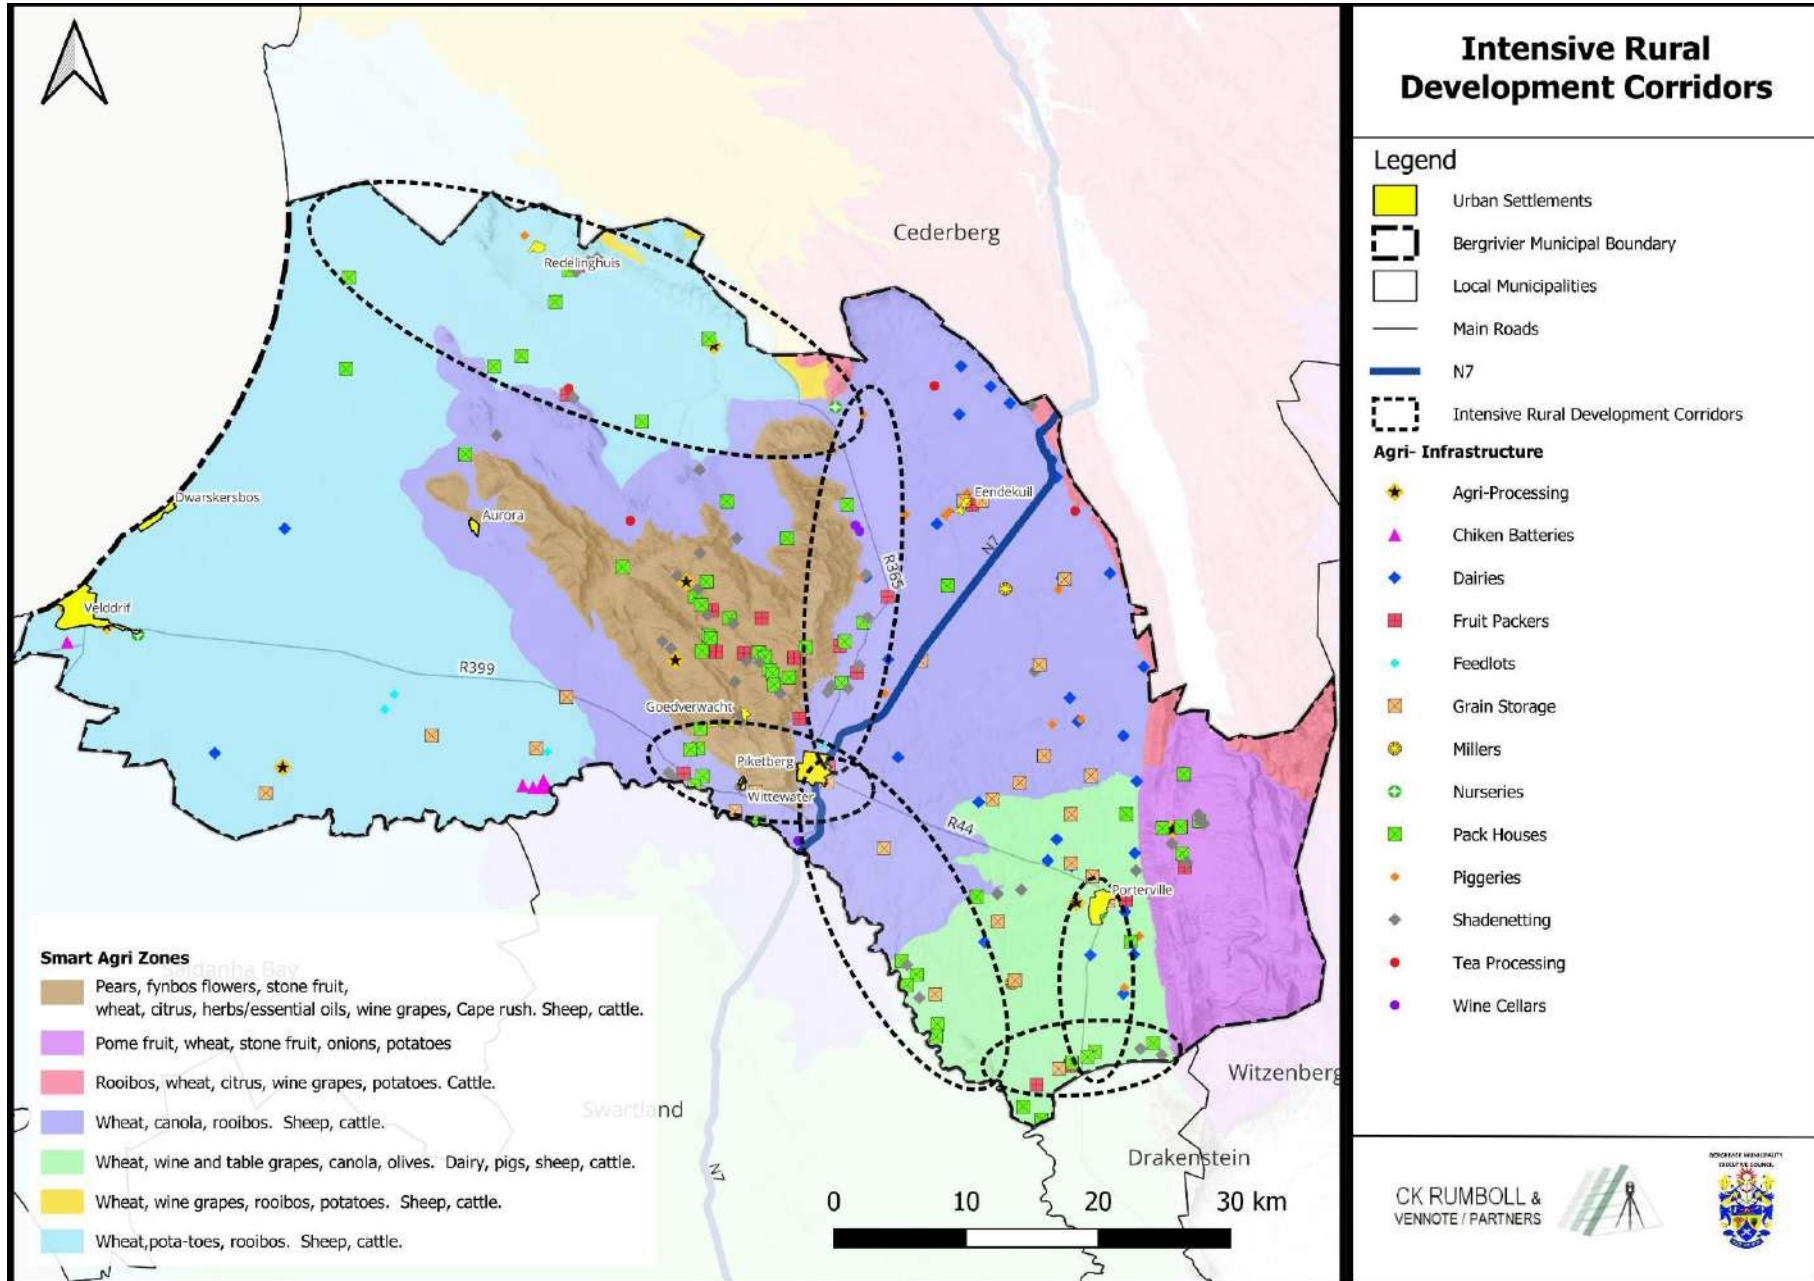 Intensive Rural
Development Corridors
Legend
Urban Settlements
Bergrivier Municipal Boundary
Local Municipalities
Main Roads
N7
Intensive Rural Development Corridors
Agri- Infrastructure
Agri-Processing
Chiken Batteries
Dairies
Fruit Packers
Feedlots
Grain Storage
Millers
Nurseries
Pack Houses
Piggeries
Shadenetting
Tea Processing
Wine Cellars
CK RUMBOLL &
VENNOTE / PARTNERS
BERGRIVIER MUNICIPALITY
EXECUTIVE COUNCIL
Cederberg
Redelinghuis
Dwarskersbos
Aurora
Eendekuil
N7
R365
Velddrif
R399
Goedverwacht
Piketberg
Wittewater
R44
Porterville
Witzenberg
Saldanha Bay
Swartland
Drakenstein
N7
Smart Agri Zones
Pears, fynbos flowers, stone fruit,
wheat, citrus, herbs/essential oils, wine grapes, Cape rush. Sheep, cattle.
Pome fruit, wheat, stone fruit, onions, potatoes
Rooibos, wheat, citrus, wine grapes, potatoes. Cattle.
Wheat, canola, rooibos. Sheep, cattle.
Wheat, wine and table grapes, canola, olives. Dairy, pigs, sheep, cattle.
Wheat, wine grapes, rooibos, potatoes. Sheep, cattle.
Wheat,pota-toes, rooibos. Sheep, cattle.
0 10 20 30 km